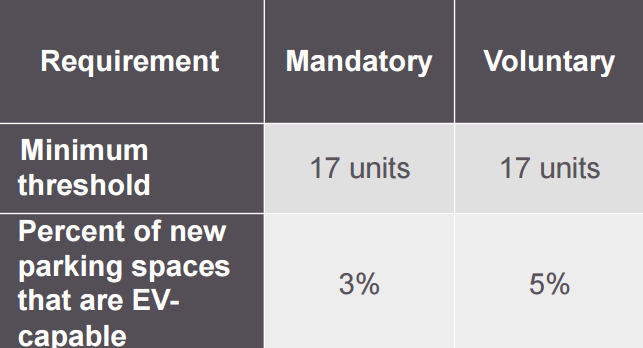 Requirement Mandatory Voluntary
Minimum
threshold 17 units 17 units
Percent of new
parking spaces
that are EV-
capable 3% 5%